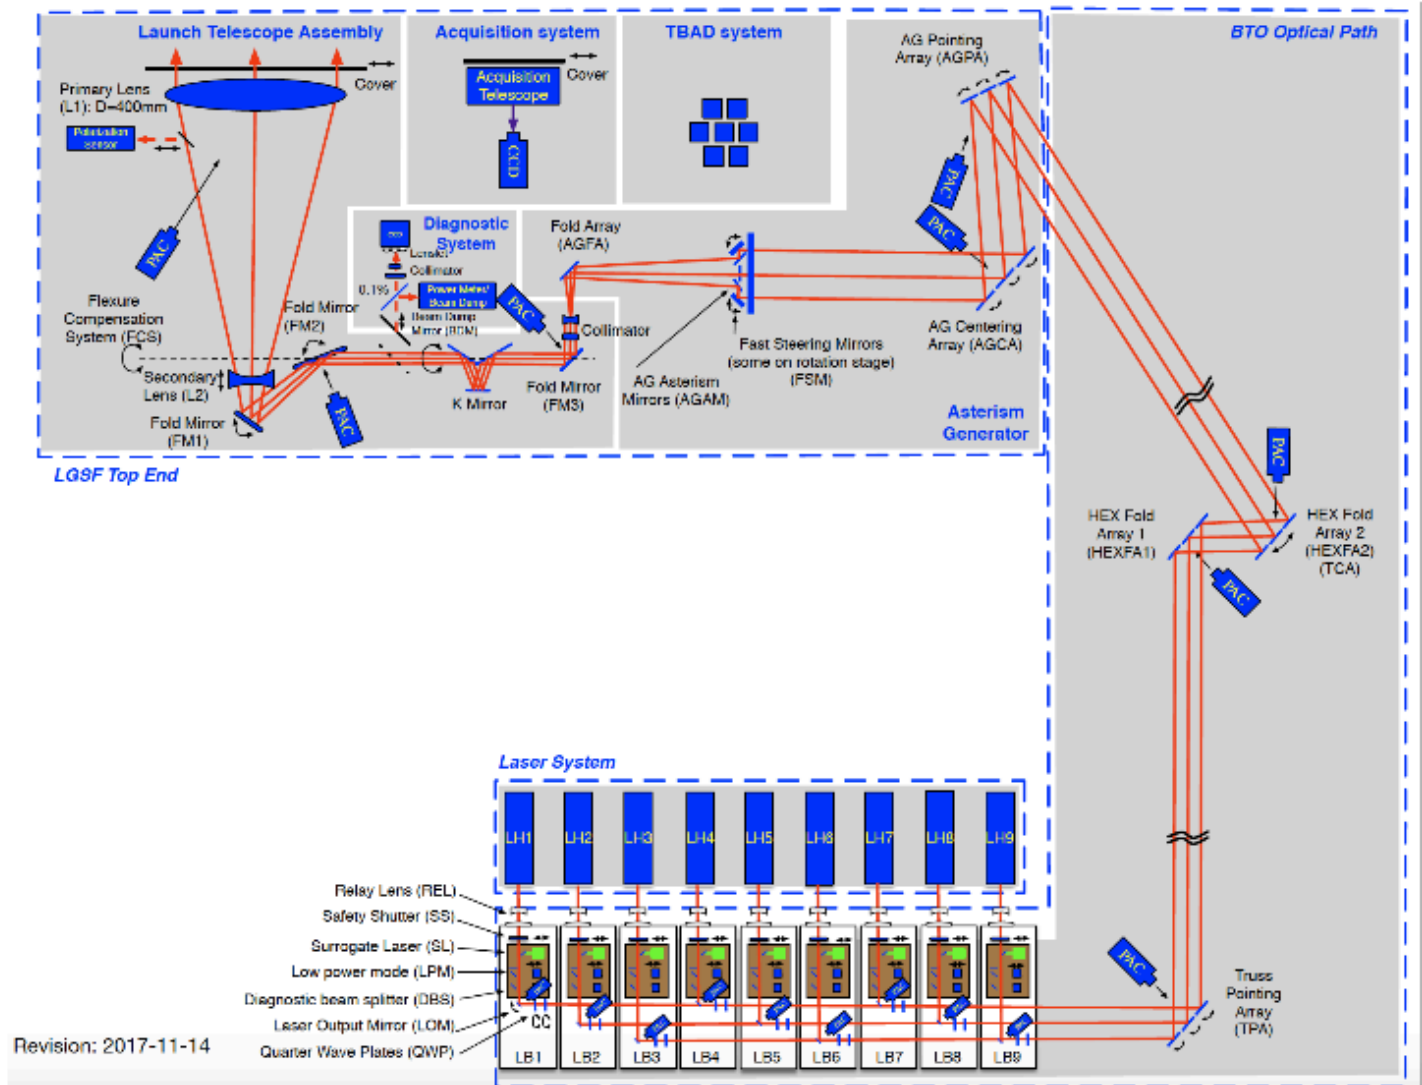 Launch Telescope Assembly
Cover
Primary Lens
(L1): D=400mm
Polarization
Sensor
PAC
Flexure
Compensation
System (FCS)
Fold Mirror
(FM2)
Secondary
Lens (L2)
Fold Mirror
(FM1)
PAC
LGSF Top End
Acquisition system
Cover
Acquisition
Telescope
CCD
TBAD system
Diagnostic
System
Lenslet
Collimator
0.1%
Power Meter/
Beam Dump
Beam Dump
Mirror (BDM)
PAC
K Mirror
Fold Mirror
(FM3)
Collimator
Fold Array
(AGFA)
AG Asterism
Mirrors (AGAM)
Fast Steering Mirrors
(some on rotation stage)
(FSM)
AG Pointing
Array (AGPA)
PAC
PAC
AG Centering
Array (AGCA)
Asterism
Generator
BTO Optical Path
PAC
HEX Fold
Array 1
(HEXFA1)
HEX Fold
Array 2
(HEXFA2)
(TCA)
PAC
PAC
Truss
Pointing
Array
(TPA)
Laser System
LH1 LH2 LH3 LH4 LH5 LH6 LH7 LH8 LH9
Relay Lens (REL)
Safety Shutter (SS)
Surrogate Laser (SL)
Low power mode (LPM)
Diagnostic beam splitter (DBS)
Laser Output Mirror (LOM)
Quarter Wave Plates (QWP)
LB1 LB2 LB3 LB4 LB5 LB6 LB7 LB8 LB9
Revision: 2017-11-14